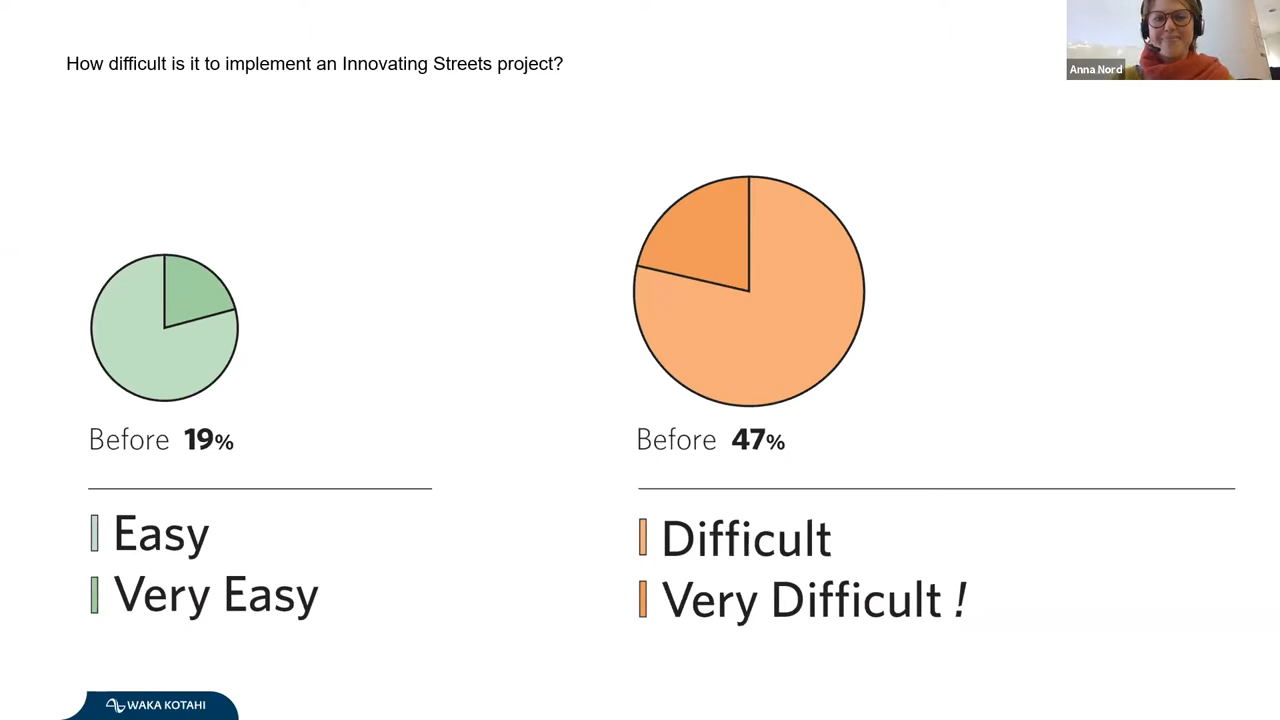 How difficult is it to implement an Innovating Streets project?
Anna Nord
Before 19%
Before 47%
Easy
Very Easy
Difficult
Very Difficult !
WAKA KOTAHI